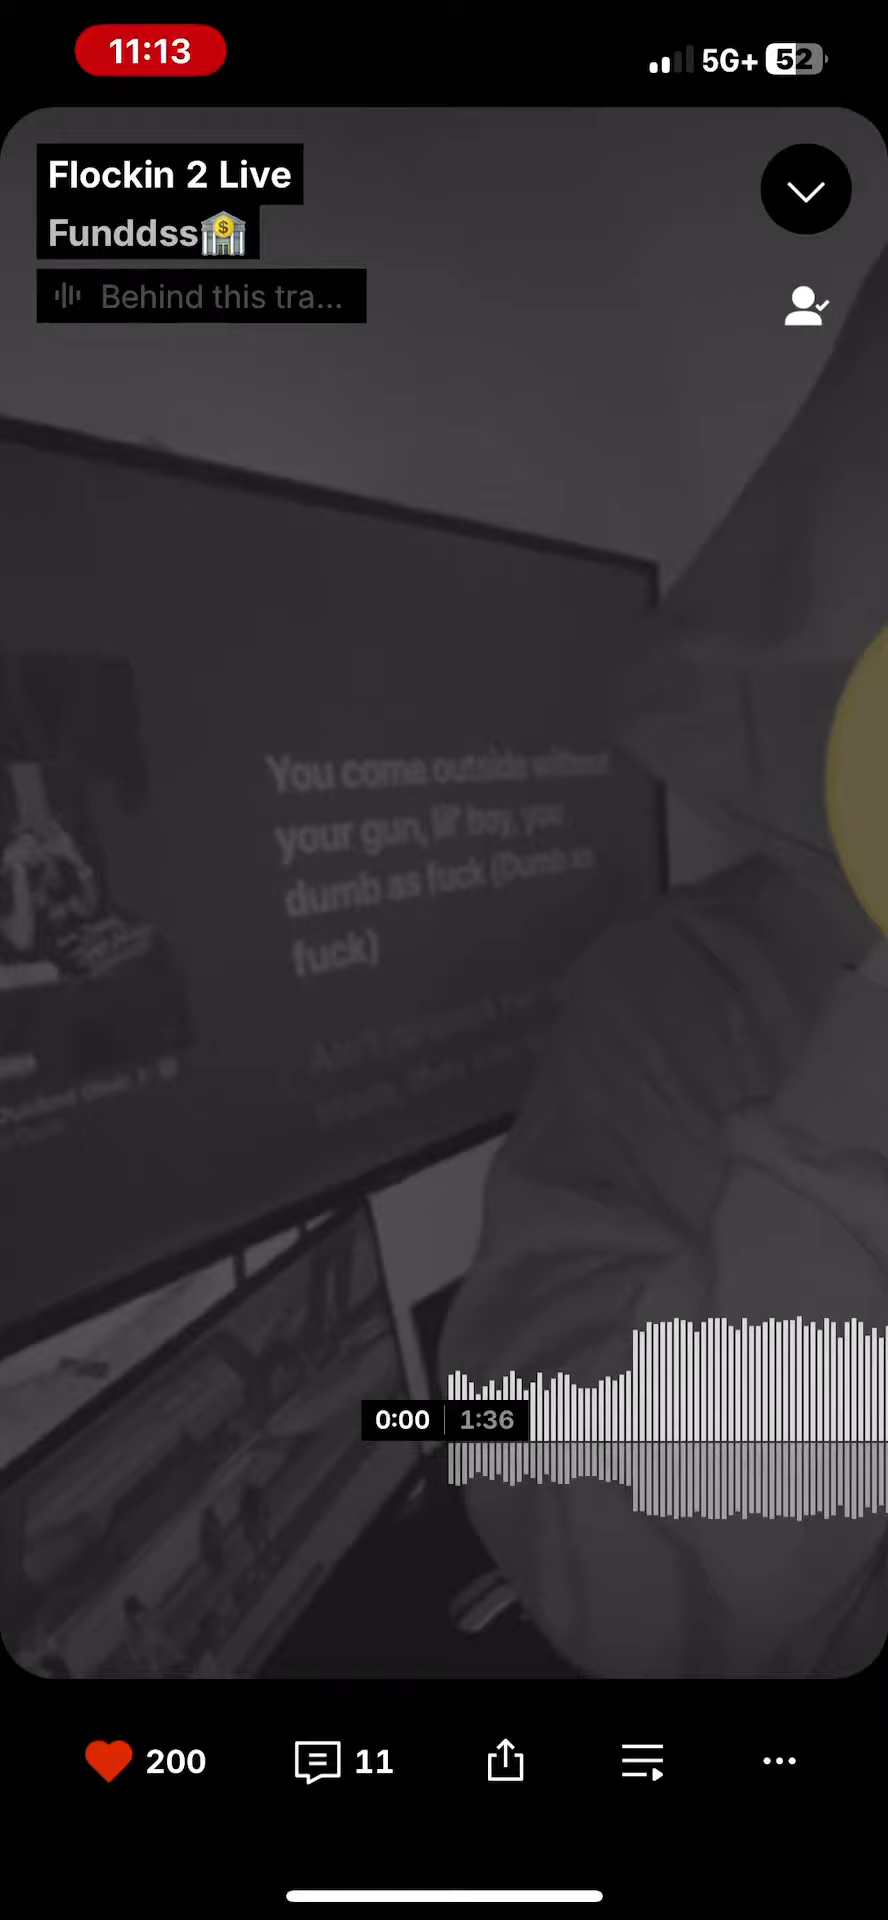 11:13
5G+ 52
Flockin 2 Live
Funddss
Behind this tra...
You come outside without
your gun, lil' boy, you
dumb as fuck (Dumb as
fuck)
0:00 1:36
200 11